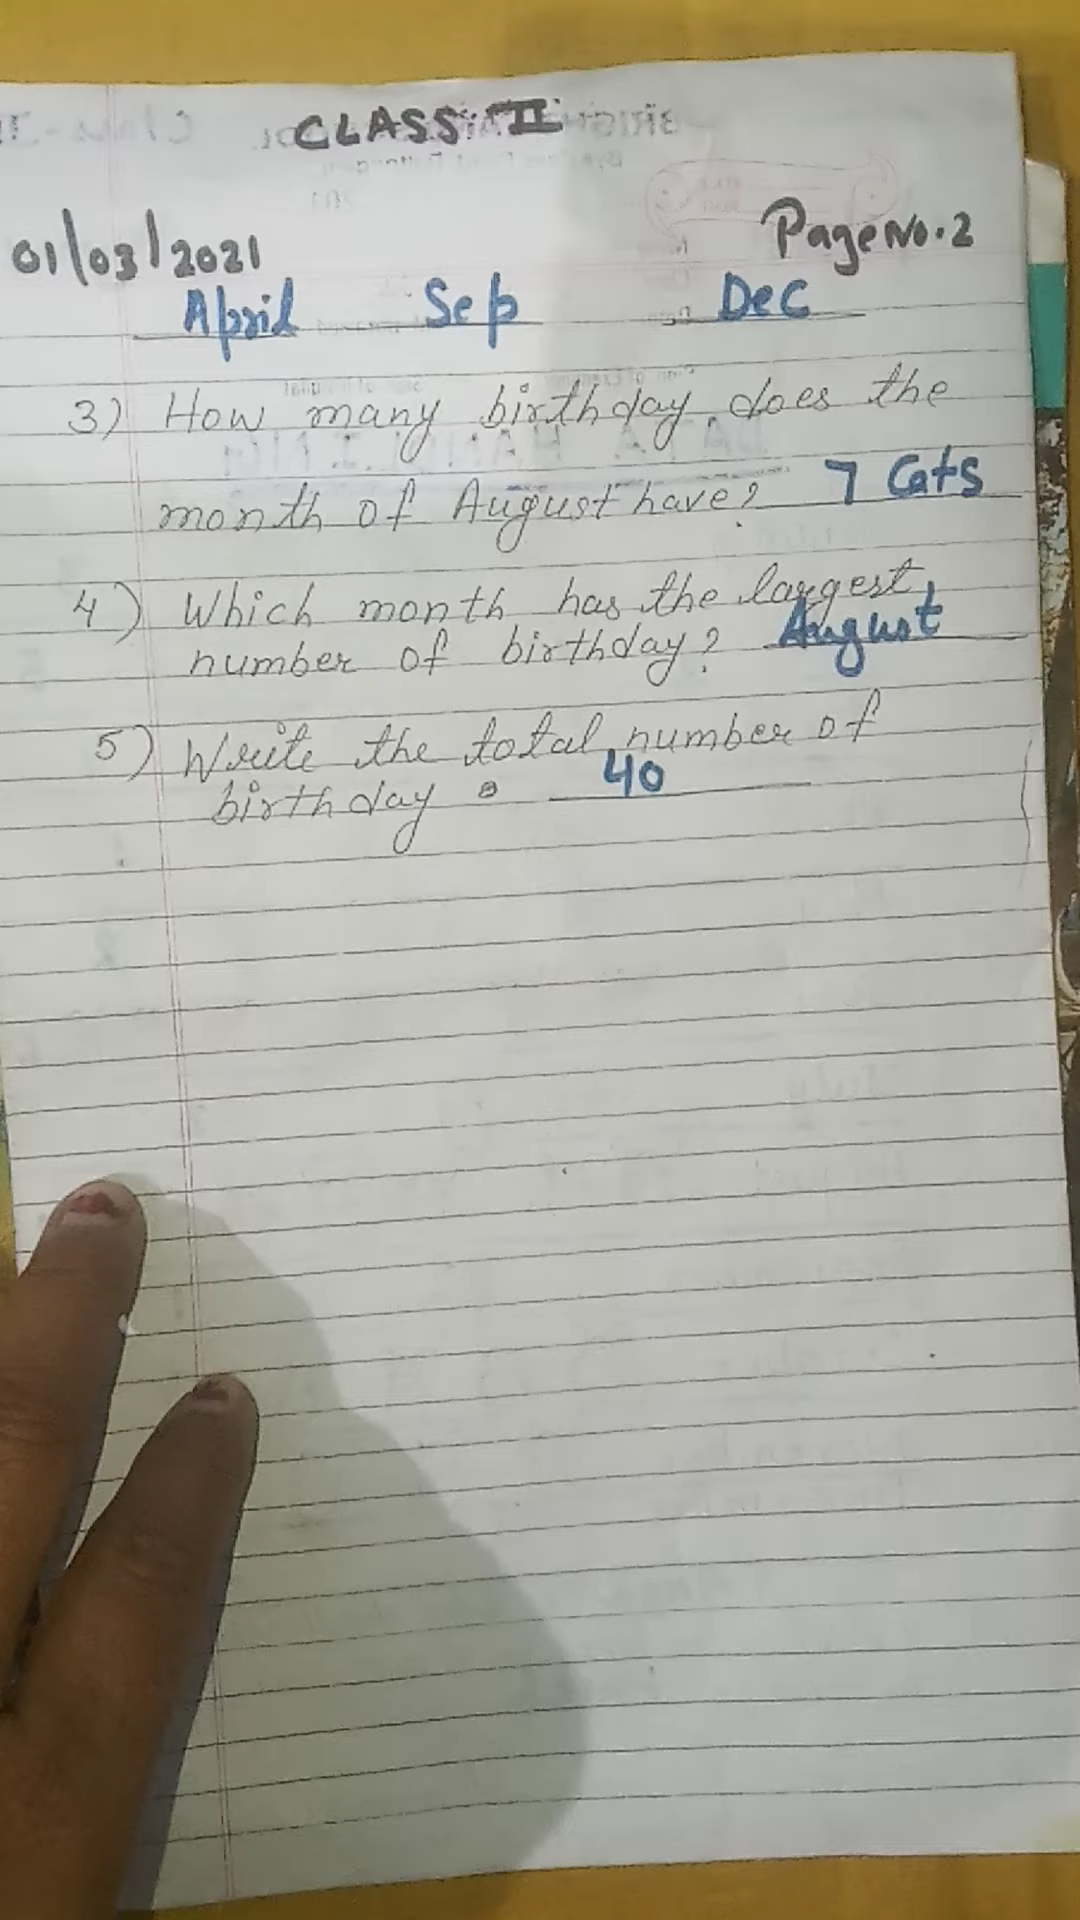 CLASS: II
01/03/2021
Page No. 2
April Sep Dec
3) How many birthday does the
month of August have? 7 Cats
4) Which month has the largest
number of birthday? August
5) Write the total number of
birthday. 40